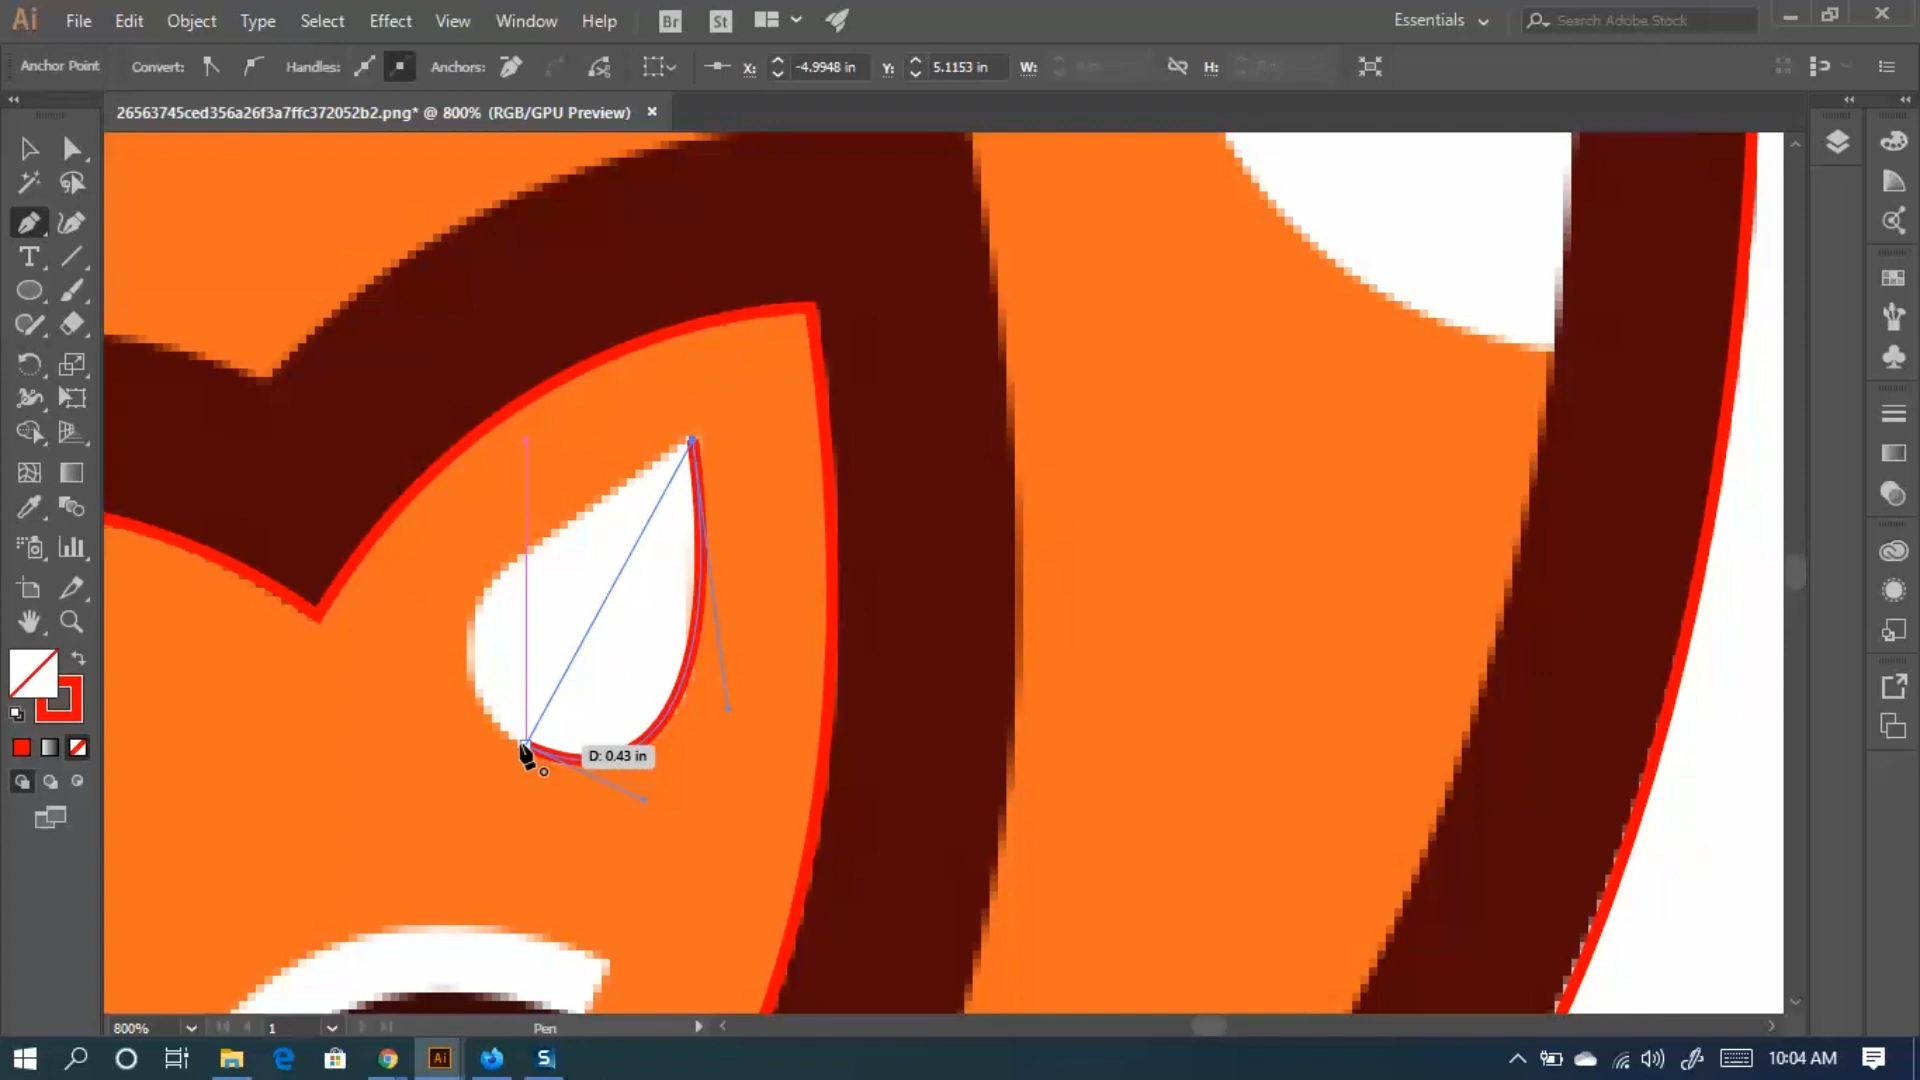 Ai File Edit Object Type Select Effect View Window Help Br St Essentials Search Adobe Stock
Anchor Point Convert: Handles: Anchors: X: -4.9948 in Y: 5.1153 in W: H:
26563745ced356a26f3a7ffc372052b2.png* @ 800% (RGB/GPU Preview)
T
D: 0.43 in
800% 1 Pen
Ai S 10:04 AM